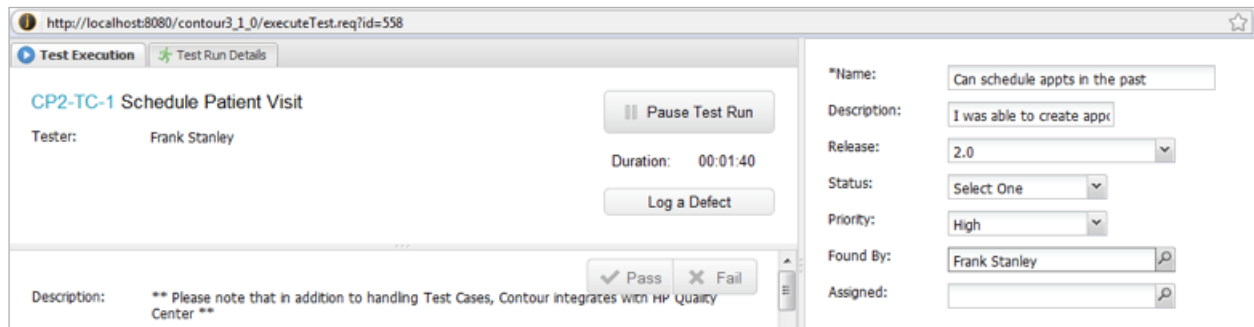 http://localhost:8080/contour3_1_0/executeTest.req?id=558
Test Execution
Test Run Details
CP2-TC-1 Schedule Patient Visit
Pause Test Run
Tester: Frank Stanley
Duration: 00:01:40
Log a Defect
Pass
Fail
Description: ** Please note that in addition to handling Test Cases, Contour integrates with HP Quality
Center **
*Name: Can schedule appts in the past
Description: I was able to create appo
Release: 2.0
Status: Select One
Priority: High
Found By: Frank Stanley
Assigned: